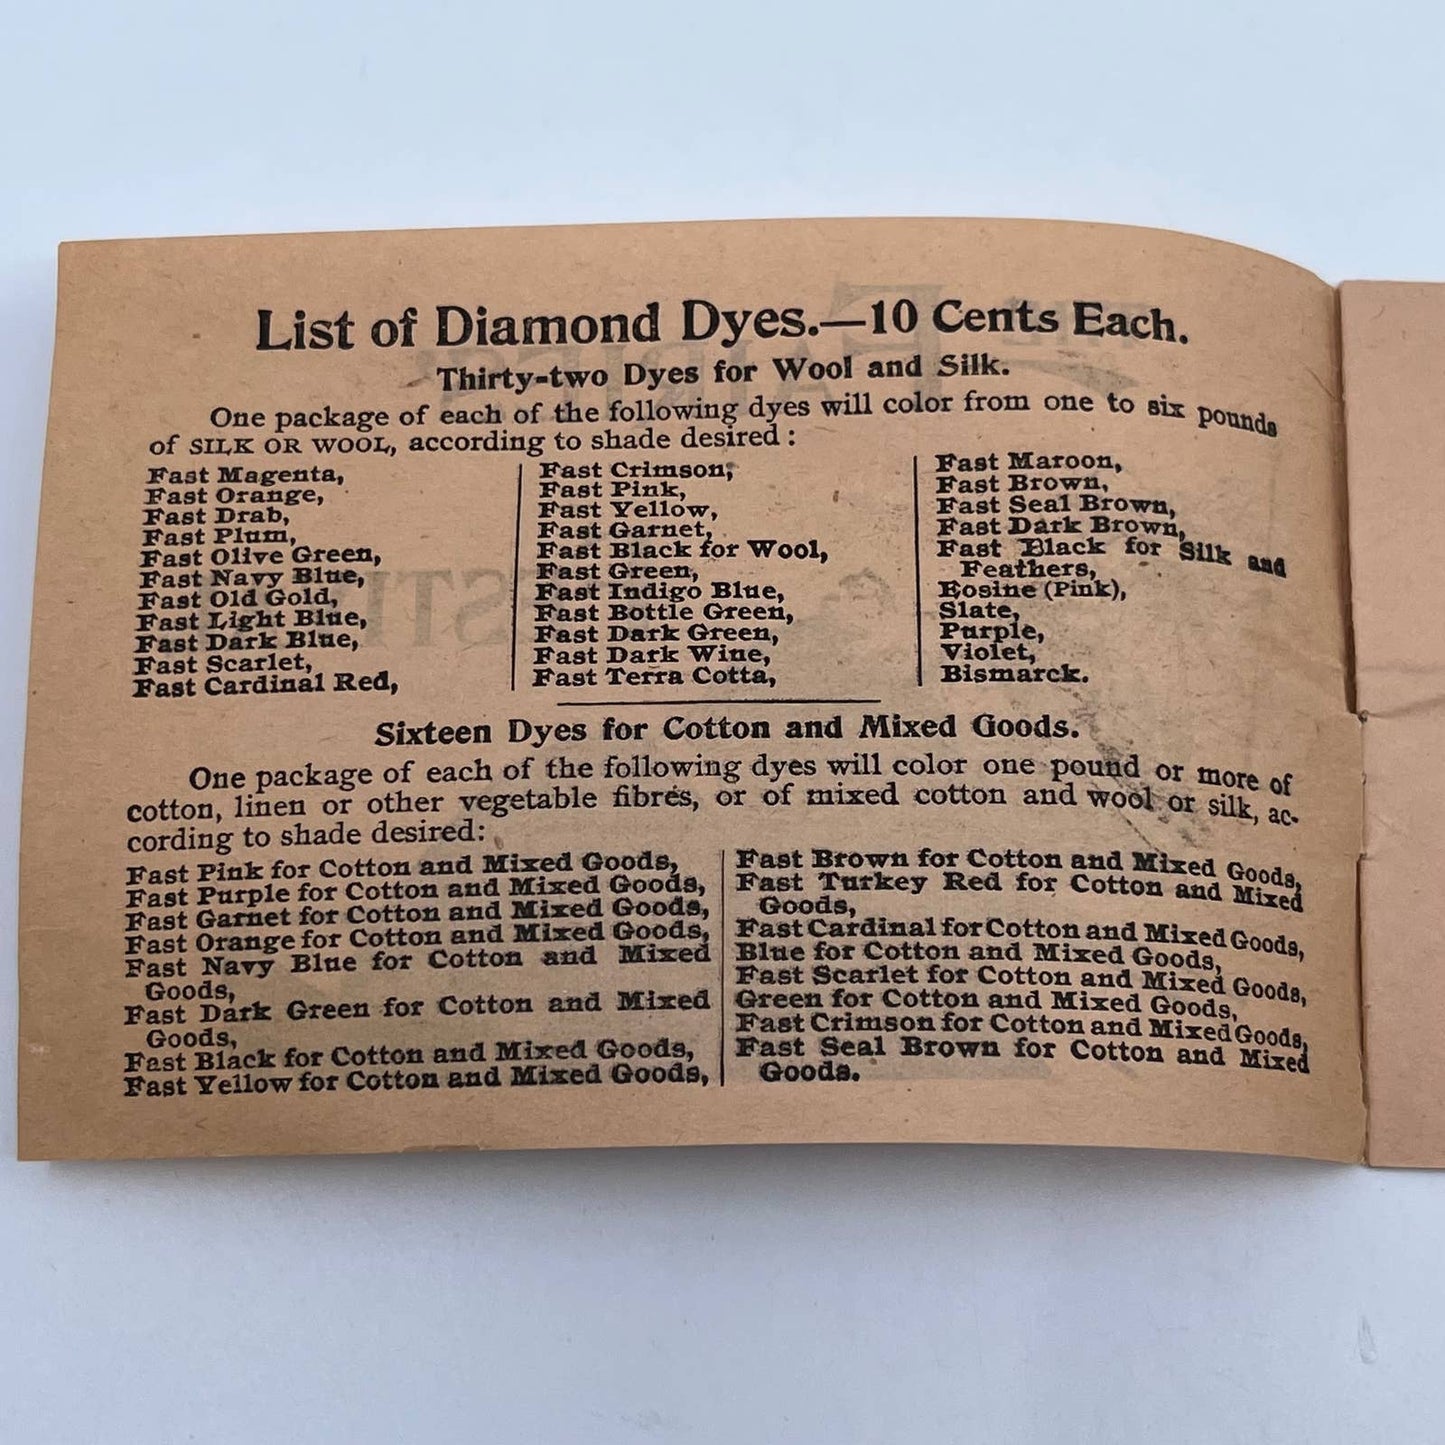 List of Diamond Dyes.—10 Cents Each.
Thirty-two Dyes for Wool and Silk.
One package of each of the following dyes will color from one to six pounds
of SILK OR WOOL, according to shade desired:
Fast Magenta,
Fast Orange,
Fast Drab,
Fast Plum,
Fast Olive Green,
Fast Navy Blue,
Fast Old Gold,
Fast Light Blue,
Fast Dark Blue,
Fast Scarlet,
Fast Cardinal Red,
Fast Crimson,
Fast Pink,
Fast Yellow,
Fast Garnet,
Fast Black for Wool,
Fast Green,
Fast Indigo Blue,
Fast Bottle Green,
Fast Dark Green,
Fast Dark Wine,
Fast Terra Cotta,
Fast Maroon,
Fast Brown,
Fast Seal Brown,
Fast Dark Brown,
Fast Black for Silk and
Feathers,
Eosine (Pink),
Slate,
Purple,
Violet,
Bismarck.
Sixteen Dyes for Cotton and Mixed Goods.
One package of each of the following dyes will color one pound or more of
cotton, linen or other vegetable fibres, or of mixed cotton and wool or silk, ac-
cording to shade desired:
Fast Pink for Cotton and Mixed Goods,
Fast Purple for Cotton and Mixed Goods,
Fast Garnet for Cotton and Mixed Goods,
Fast Orange for Cotton and Mixed Goods,
Fast Navy Blue for Cotton and Mixed
Goods,
Fast Dark Green for Cotton and Mixed
Goods,
Fast Black for Cotton and Mixed Goods,
Fast Yellow for Cotton and Mixed Goods,
Fast Brown for Cotton and Mixed Goods,
Fast Turkey Red for Cotton and Mixed
Goods,
Fast Cardinal for Cotton and Mixed Goods,
Blue for Cotton and Mixed Goods,
Fast Scarlet for Cotton and Mixed Goods,
Green for Cotton and Mixed Goods,
Fast Crimson for Cotton and Mixed Goods,
Fast Seal Brown for Cotton and Mixed
Goods.